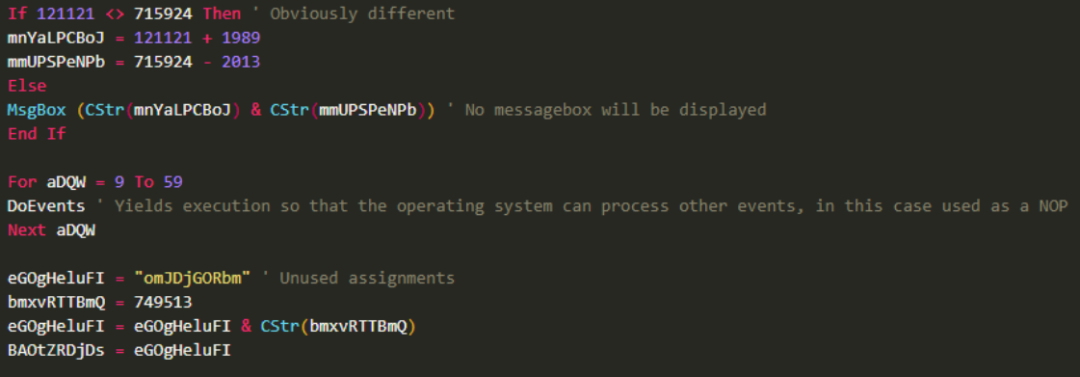 If 121121 <> 715924 Then ' Obviously different
mnYaLPCBoJ = 121121 + 1989
mmUPSPeNPb = 715924 - 2013
Else
MsgBox (CStr(mnYaLPCBoJ) & CStr(mmUPSPeNPb)) ' No messagebox will be displayed
End If
For aDQW = 9 To 59
DoEvents ' Yields execution so that the operating system can process other events, in this case used as a NOP
Next aDQW
eGOgHeluFI = "omJDjGORbm" ' Unused assignments
bmxvRTTBmQ = 749513
eGOgHeluFI = eGOgHeluFI & CStr(bmxvRTTBmQ)
BAOtZRDjDs = eGOgHeluFI